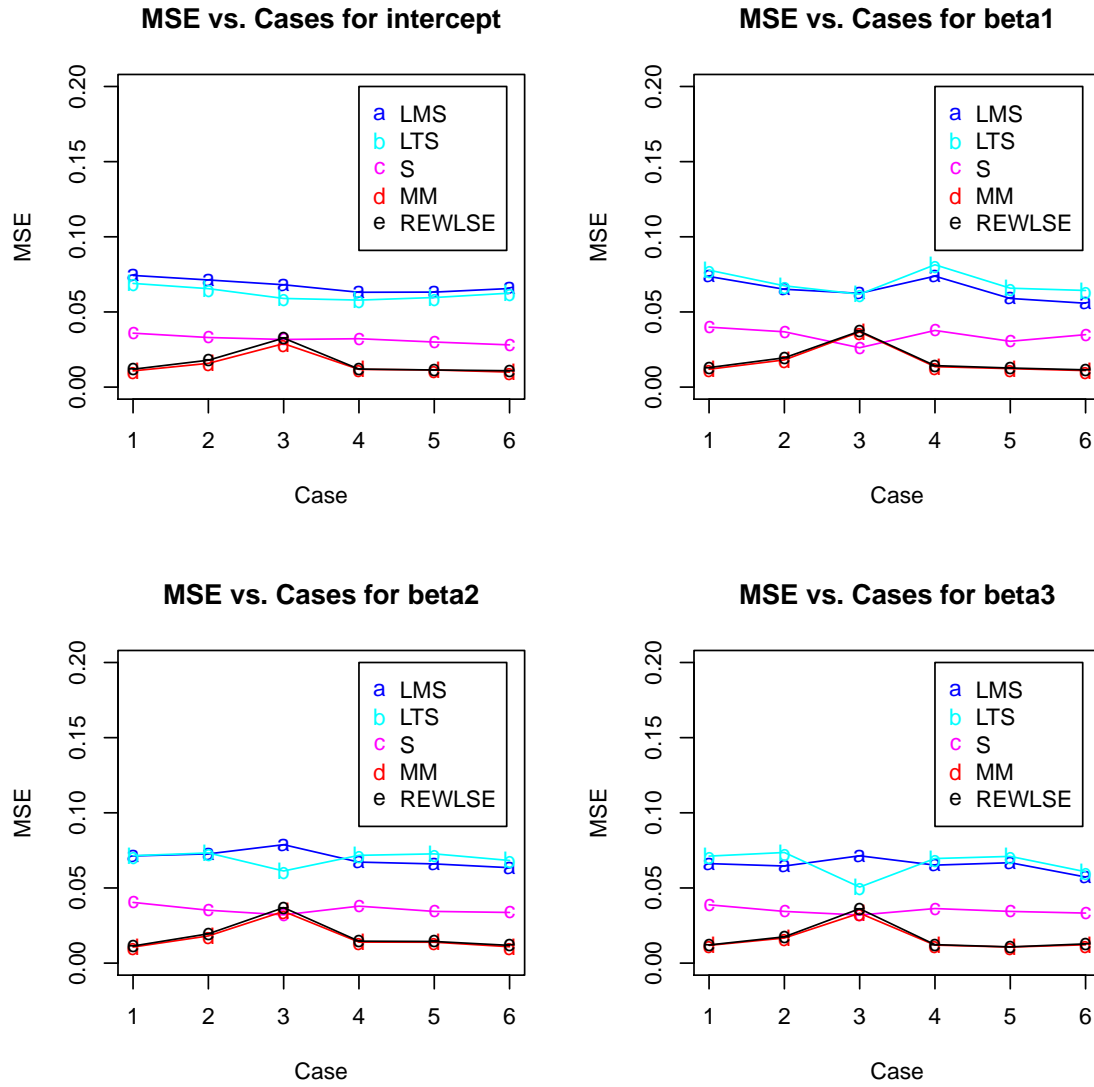 MSE vs. Cases for intercept
MSE
0.00 0.05 0.10 0.15 0.20
a LMS
b LTS
c S
d MM
e REWLSE
1 2 3 4 5 6
Case
MSE vs. Cases for beta1
MSE
0.00 0.05 0.10 0.15 0.20
a LMS
b LTS
c S
d MM
e REWLSE
1 2 3 4 5 6
Case
MSE vs. Cases for beta2
MSE
0.00 0.05 0.10 0.15 0.20
a LMS
b LTS
c S
d MM
e REWLSE
1 2 3 4 5 6
Case
MSE vs. Cases for beta3
MSE
0.00 0.05 0.10 0.15 0.20
a LMS
b LTS
c S
d MM
e REWLSE
1 2 3 4 5 6
Case